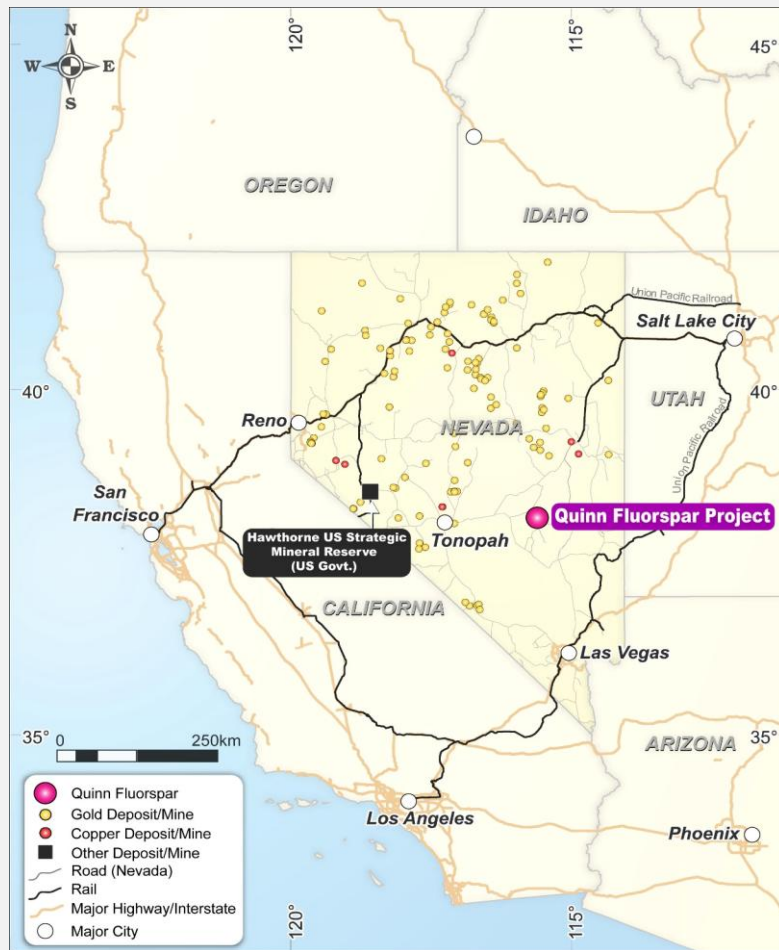 120°
115°
N
W E
S
45°
45°
OREGON
IDAHO
Union Pacific Railroad
Salt Lake City
40°
40°
Reno
NEVADA
UTAH
Union Pacific Railroad
San
Francisco
Quinn Fluorspar Project
Tonopah
Hawthorne US Strategic
Mineral Reserve
(US Govt.)
CALIFORNIA
Las Vegas
35°
35°
0 250km
ARIZONA
Quinn Fluorspar
Gold Deposit/Mine
Copper Deposit/Mine
Other Deposit/Mine
Road (Nevada)
Rail
Major Highway/Interstate
Major City
Los Angeles
Phoenix
120°
115°